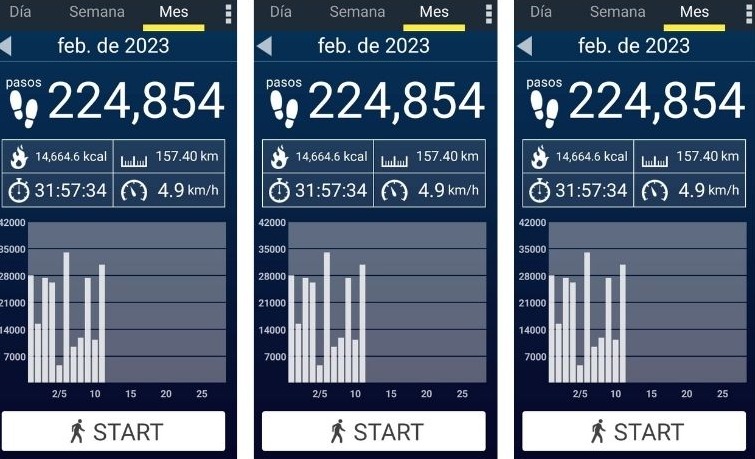 Día Semana Mes
feb. de 2023
pasos
224,854
14,664.6 kcal 157.40 km
31:57:34 4.9 km/h
42000
35000
28000
21000
14000
7000
2/5 10 15 20 25
START
Día Semana Mes
feb. de 2023
pasos
224,854
14,664.6 kcal 157.40 km
31:57:34 4.9 km/h
42000
35000
28000
21000
14000
7000
2/5 10 15 20 25
START
Día Semana Mes
feb. de 2023
pasos
224,854
14,664.6 kcal 157.40 km
31:57:34 4.9 km/h
42000
35000
28000
21000
14000
7000
2/5 10 15 20 25
START